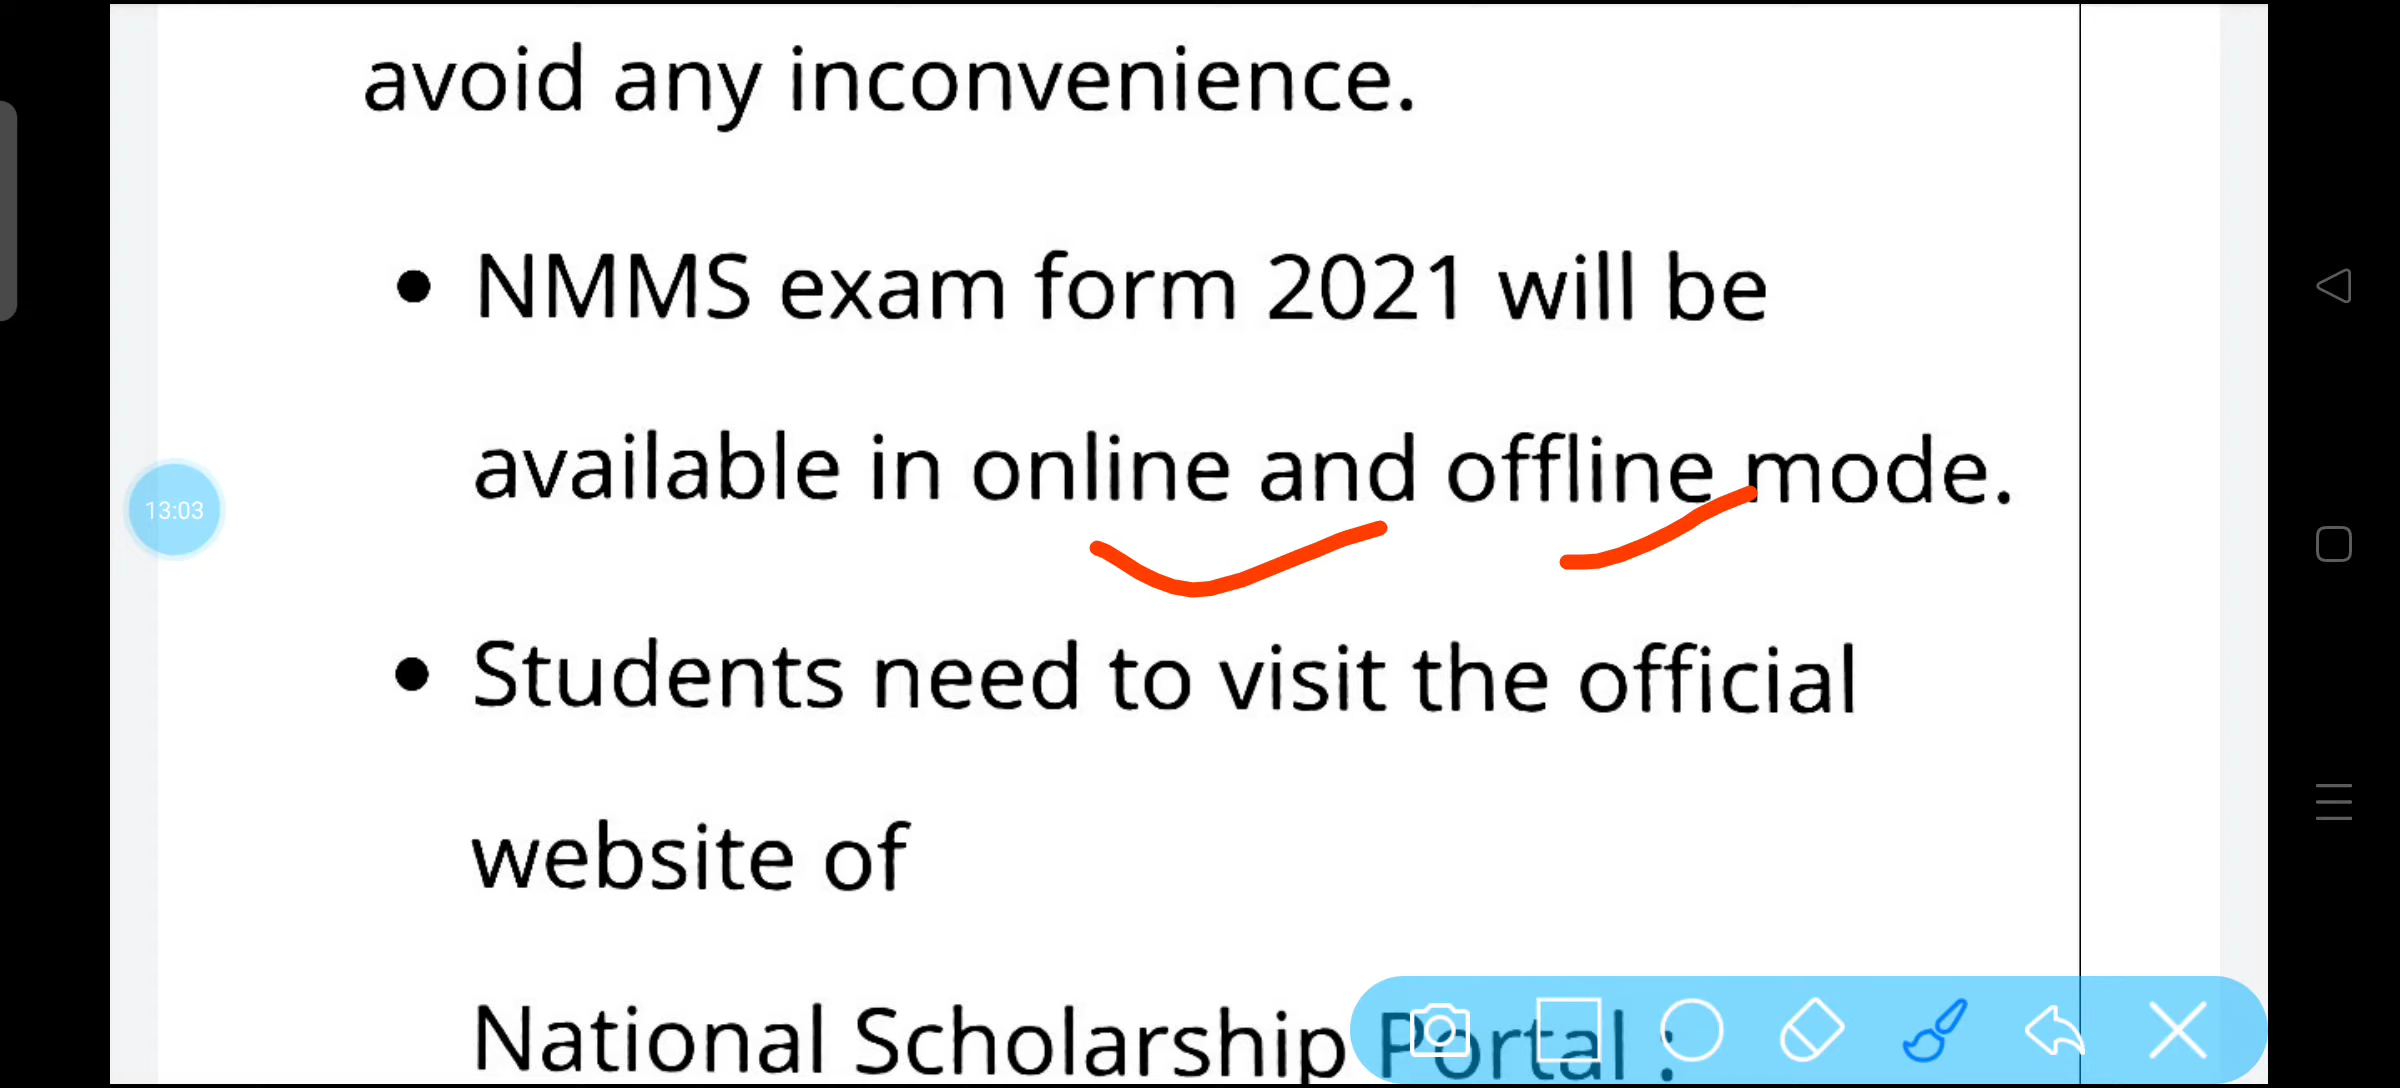 avoid any inconvenience.
• NMMS exam form 2021 will be
available in online and offline mode.
13:03
• Students need to visit the official
website of
National Scholarship Portal :